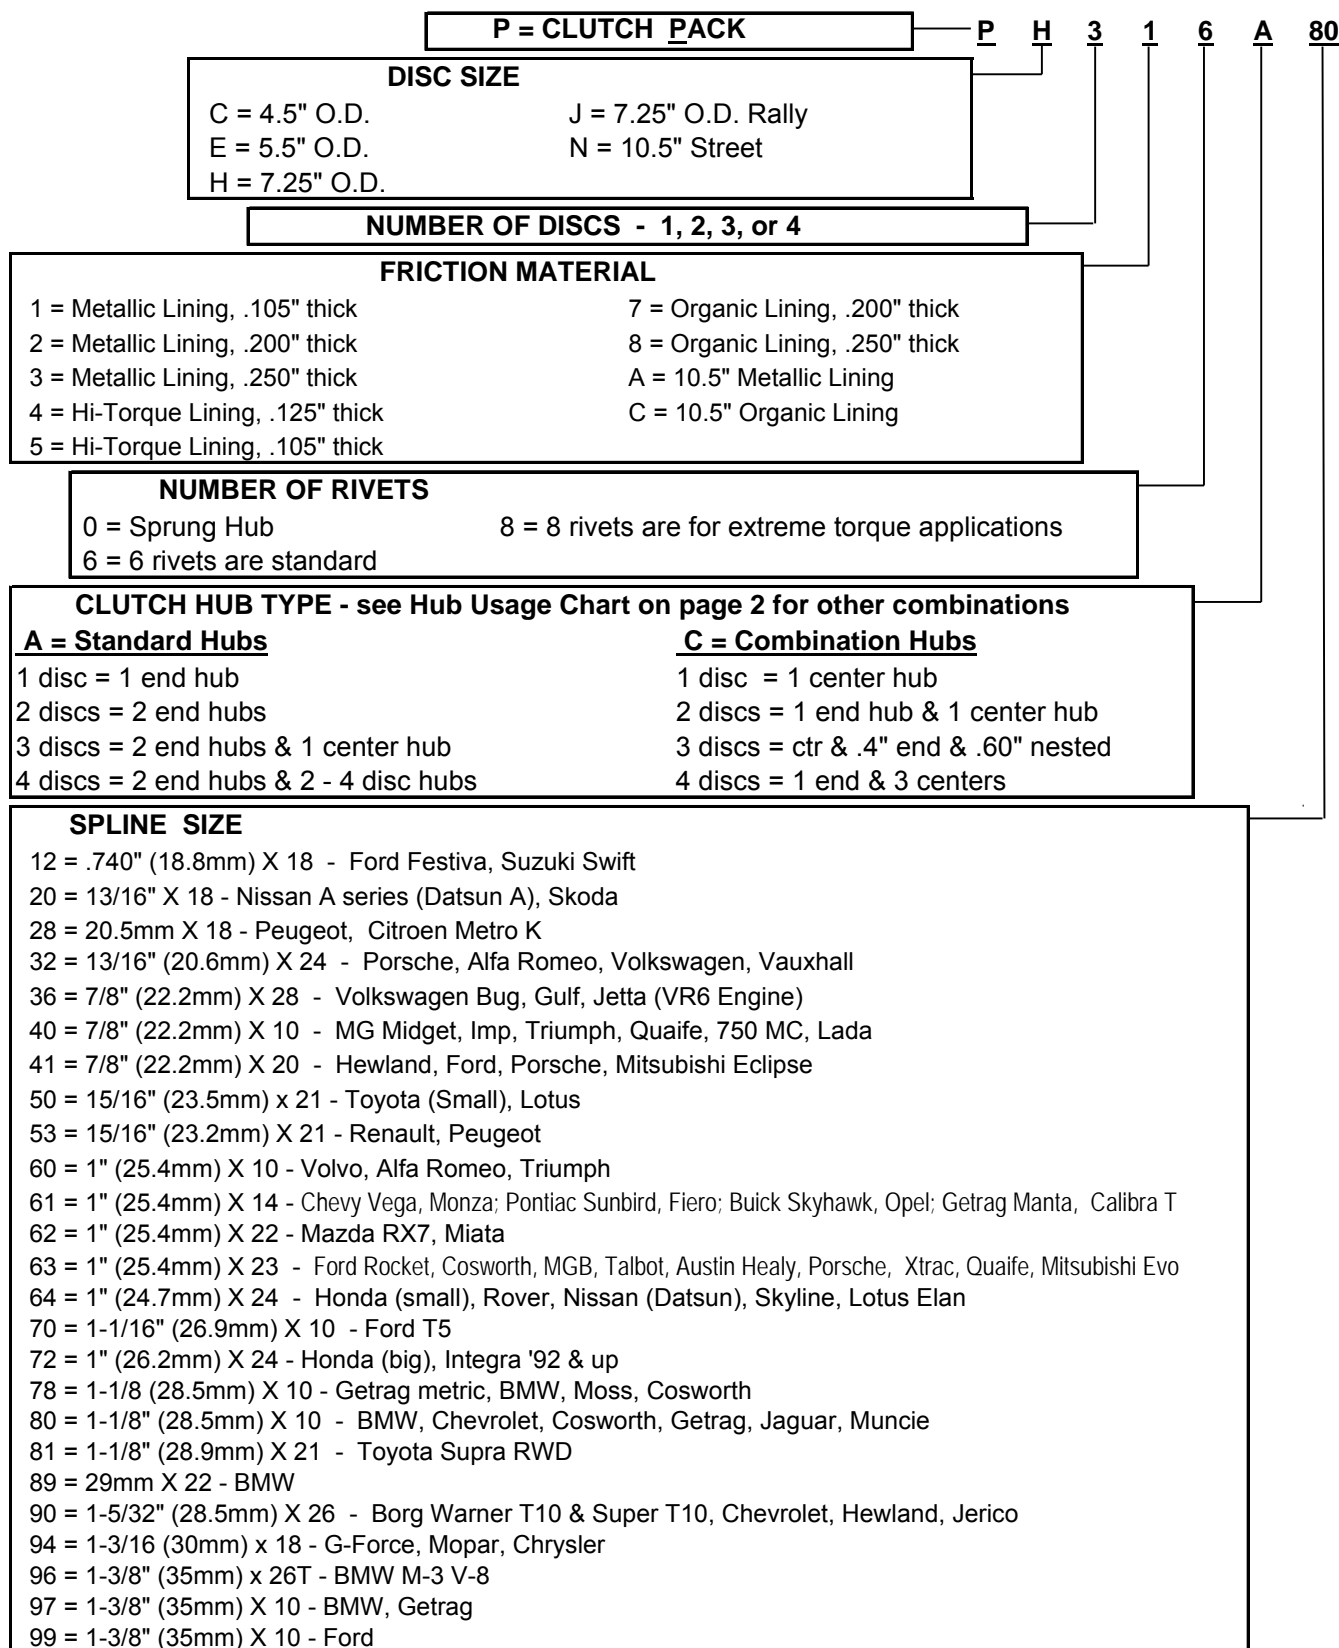 P = CLUTCH PACK P H 3 1 6 A 80
DISC SIZE
C = 4.5" O.D. J = 7.25" O.D. Rally
E = 5.5" O.D. N = 10.5" Street
H = 7.25" O.D.
NUMBER OF DISCS - 1, 2, 3, or 4
FRICTION MATERIAL
1 = Metallic Lining, .105" thick 7 = Organic Lining, .200" thick
2 = Metallic Lining, .200" thick 8 = Organic Lining, .250" thick
3 = Metallic Lining, .250" thick A = 10.5" Metallic Lining
4 = Hi-Torque Lining, .125" thick C = 10.5" Organic Lining
5 = Hi-Torque Lining, .105" thick
NUMBER OF RIVETS
0 = Sprung Hub 8 = 8 rivets are for extreme torque applications
6 = 6 rivets are standard
CLUTCH HUB TYPE - see Hub Usage Chart on page 2 for other combinations
A = Standard Hubs C = Combination Hubs
1 disc = 1 end hub 1 disc = 1 center hub
2 discs = 2 end hubs 2 discs = 1 end hub & 1 center hub
3 discs = 2 end hubs & 1 center hub 3 discs = ctr & .4" end & .60" nested
4 discs = 2 end hubs & 2 - 4 disc hubs 4 discs = 1 end & 3 centers
SPLINE SIZE
12 = .740" (18.8mm) X 18 - Ford Festiva, Suzuki Swift
20 = 13/16" X 18 - Nissan A series (Datsun A), Skoda
28 = 20.5mm X 18 - Peugeot, Citroen Metro K
32 = 13/16" (20.6mm) X 24 - Porsche, Alfa Romeo, Volkswagen, Vauxhall
36 = 7/8" (22.2mm) X 28 - Volkswagen Bug, Gulf, Jetta (VR6 Engine)
40 = 7/8" (22.2mm) X 10 - MG Midget, Imp, Triumph, Quaife, 750 MC, Lada
41 = 7/8" (22.2mm) X 20 - Hewland, Ford, Porsche, Mitsubishi Eclipse
50 = 15/16" (23.5mm) x 21 - Toyota (Small), Lotus
53 = 15/16" (23.2mm) X 21 - Renault, Peugeot
60 = 1" (25.4mm) X 10 - Volvo, Alfa Romeo, Triumph
61 = 1" (25.4mm) X 14 - Chevy Vega, Monza; Pontiac Sunbird, Fiero; Buick Skyhawk, Opel; Getrag Manta, Calibra T
62 = 1" (25.4mm) X 22 - Mazda RX7, Miata
63 = 1" (25.4mm) X 23 - Ford Rocket, Cosworth, MGB, Talbot, Austin Healy, Porsche, Xtrac, Quaife, Mitsubishi Evo
64 = 1" (24.7mm) X 24 - Honda (small), Rover, Nissan (Datsun), Skyline, Lotus Elan
70 = 1-1/16" (26.9mm) X 10 - Ford T5
72 = 1" (26.2mm) X 24 - Honda (big), Integra '92 & up
78 = 1-1/8 (28.5mm) X 10 - Getrag metric, BMW, Moss, Cosworth
80 = 1-1/8" (28.5mm) X 10 - BMW, Chevrolet, Cosworth, Getrag, Jaguar, Muncie
81 = 1-1/8" (28.9mm) X 21 - Toyota Supra RWD
89 = 29mm X 22 - BMW
90 = 1-5/32" (28.5mm) X 26 - Borg Warner T10 & Super T10, Chevrolet, Hewland, Jerico
94 = 1-3/16 (30mm) x 18 - G-Force, Mopar, Chrysler
96 = 1-3/8" (35mm) x 26T - BMW M-3 V-8
97 = 1-3/8" (35mm) X 10 - BMW, Getrag
99 = 1-3/8" (35mm) X 10 - Ford